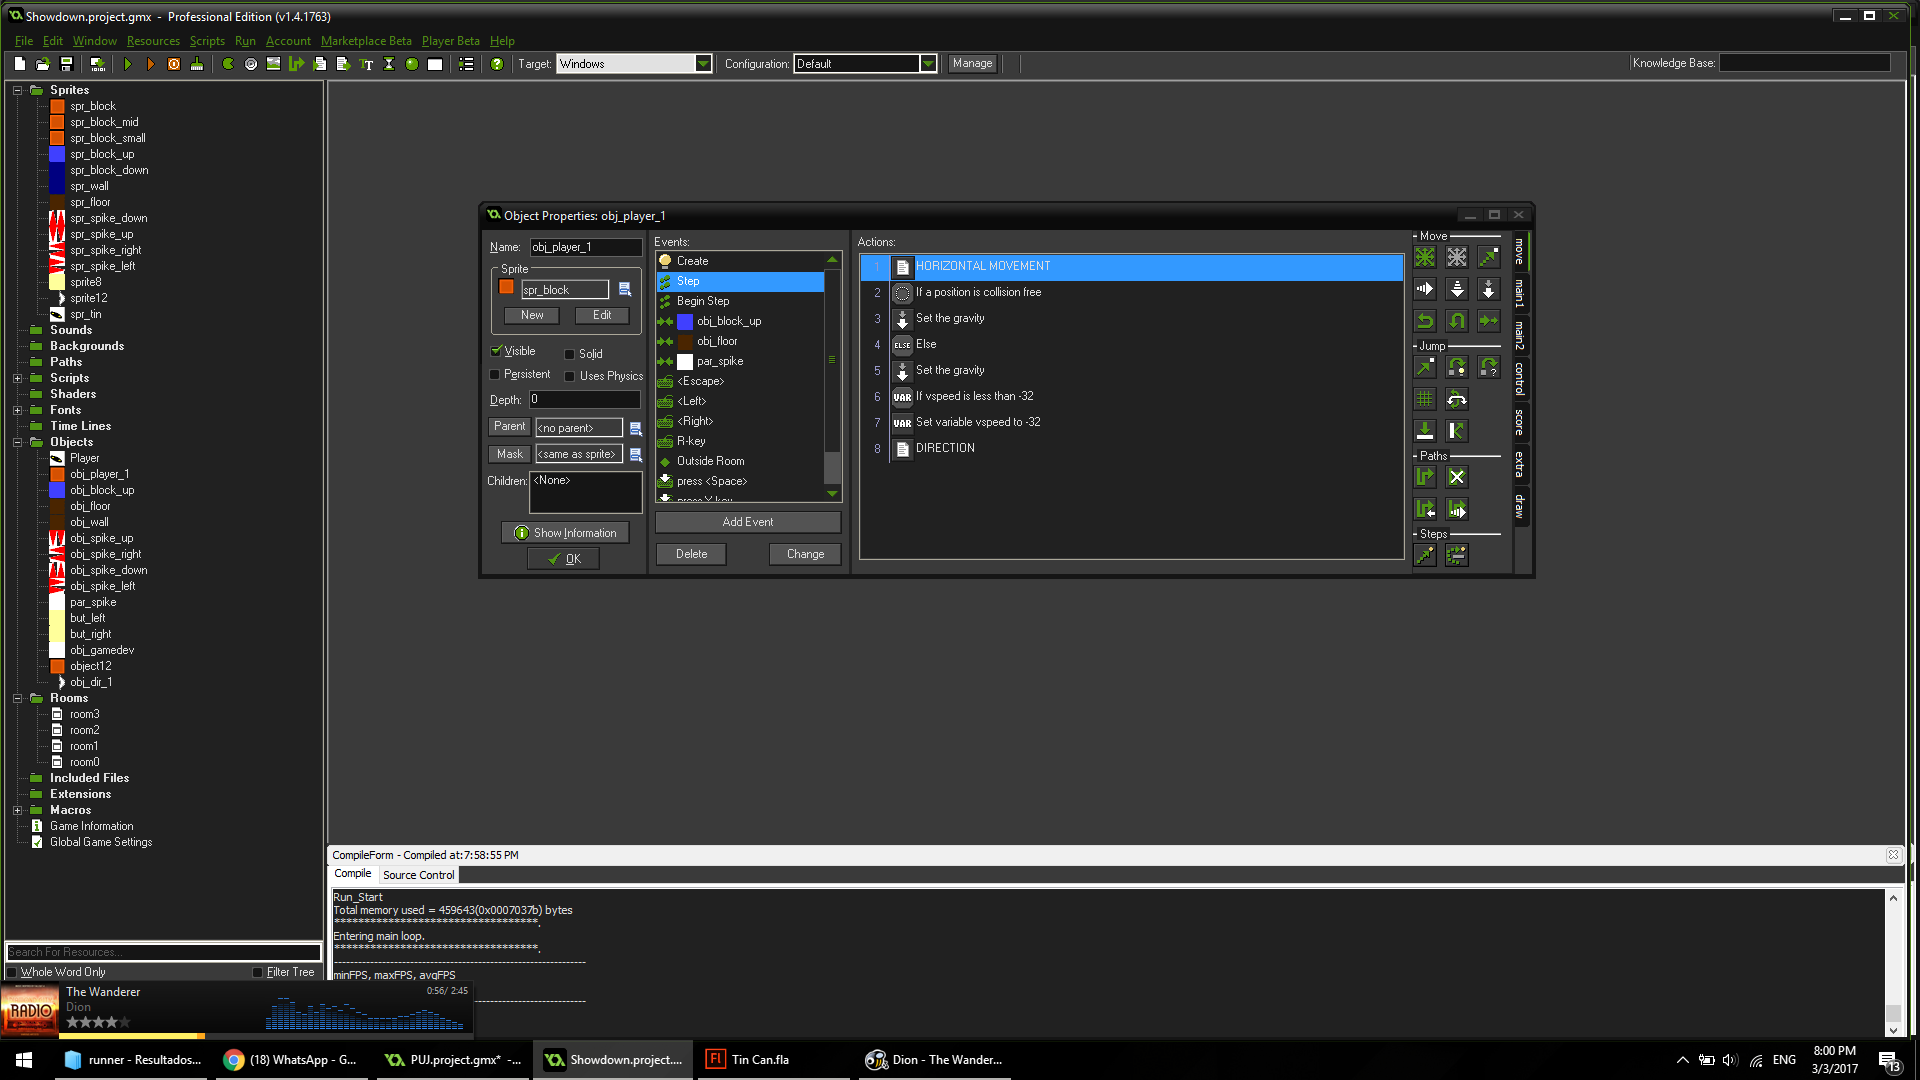 Showdown.project.gmx - Professional Edition (v1.4.1763)
File Edit Window Resources Scripts Run Account Marketplace Beta Player Beta Help
Target: Windows Configuration: Default Manage Knowledge Base:
Sprites
spr_block
spr_block_mid
spr_block_small
spr_block_up
spr_block_down
spr_wall
spr_floor
spr_spike_down
spr_spike_up
spr_spike_right
spr_spike_left
sprite8
sprite12
spr_tin
Sounds
Backgrounds
Paths
Scripts
Shaders
Fonts
Time Lines
Objects
Player
obj_player_1
obj_block_up
obj_floor
obj_wall
obj_spike_up
obj_spike_right
obj_spike_down
obj_spike_left
par_spike
but_left
but_right
obj_gamedev
object12
obj_dir_1
Rooms
room3
room2
room1
room0
Included Files
Extensions
Macros
Game Information
Global Game Settings
Search For Resources...
Whole Word Only Filter Tree
Object Properties: obj_player_1
Name: obj_player_1
Sprite
spr_block
New Edit
Visible Solid
Persistent Uses Physics
Depth: 0
Parent <no parent>
Mask <same as sprite>
Children: <None>
Show Information
OK
Events:
Create
Step
Begin Step
obj_block_up
obj_floor
par_spike
<Escape>
<Left>
<Right>
R-key
Outside Room
press <Space>
press Y-key
Add Event
Delete Change
Actions:
1 HORIZONTAL MOVEMENT
2 If a position is collision free
3 Set the gravity
4 ELSE Else
5 Set the gravity
6 VAR If vspeed is less than -32
7 VAR Set variable vspeed to -32
8 DIRECTION
Move
Jump
Paths
Steps
move
main1
main2
control
score
extra
draw
CompileForm - Compiled at:7:58:55 PM
Compile Source Control
Run_Start
Total memory used = 459643(0x0007037b) bytes
***********************************.
Entering main loop.
***********************************.
minFPS, maxFPS, avgFPS
RADIO
The Wanderer 0:56/ 2:45
Dion
runner - Resultados... (18) WhatsApp - G... PUJ.project.gmx* -... Showdown.project.... Tin Can.fla Dion - The Wander... ENG 8:00 PM
3/3/2017 13